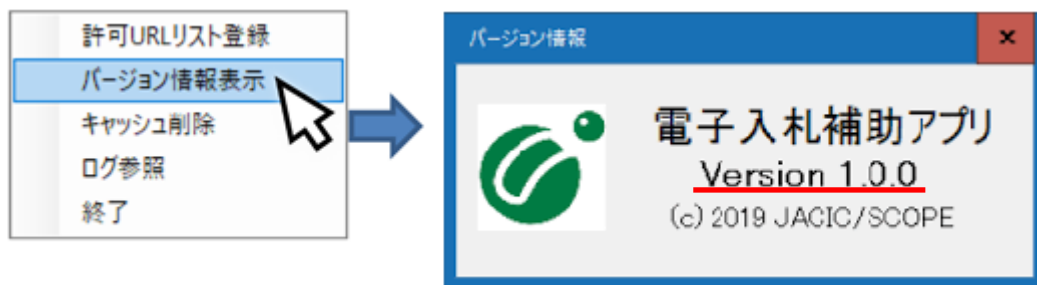 許可URLリスト登録
バージョン情報表示
キャッシュ削除
ログ参照
終了
バージョン情報
電子入札補助アプリ
Version 1.0.0
(c) 2019 JACIC/SCOPE